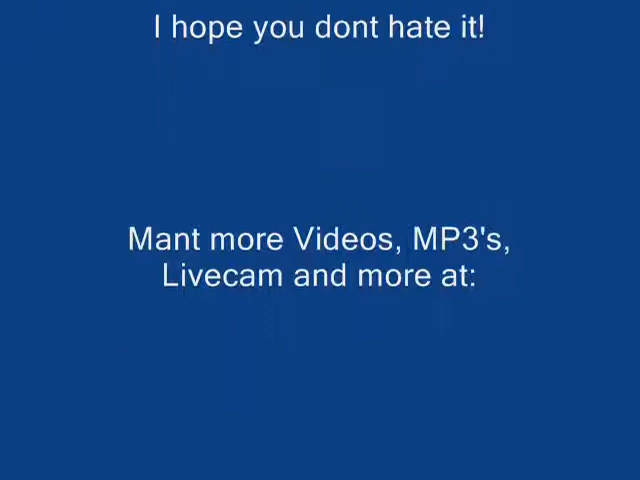 I hope you dont hate it!
Mant more Videos, MP3's,
Livecam and more at: